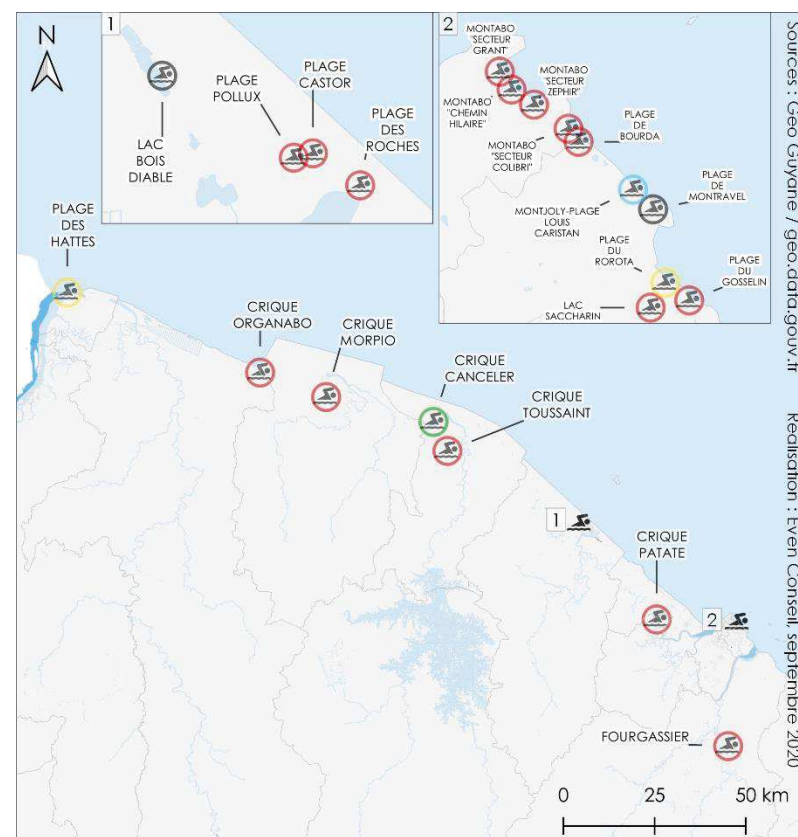 N
1
LAC
BOIS
DIABLE
PLAGE
POLLUX
PLAGE
CASTOR
PLAGE
DES
ROCHES
2
MONTABO
"SECTEUR
GRANT"
MONTABO
"SECTEUR
ZEPHIR"
MONTABO
"CHEMIN
HILAIRE"
MONTABO
"SECTEUR
COLIBRI"
PLAGE
DE
BOURDA
PLAGE
DE
MONTRAVEL
MONTJOLY-PLAGE
LOUIS
CARISTAN
PLAGE
DU
ROROTA
PLAGE
DU
GOSSELIN
LAC
SACCHARIN
PLAGE
DES
HATTES
CRIQUE
ORGANABO
CRIQUE
MORPIO
CRIQUE
CANCELER
CRIQUE
TOUSSAINT
1
CRIQUE
PATATE
2
FOURGASSIER
0 25 50 km
Sources : Geo Guyane / geo.data.gouv.fr
Réalisation : Even Conseil, septembre 2020